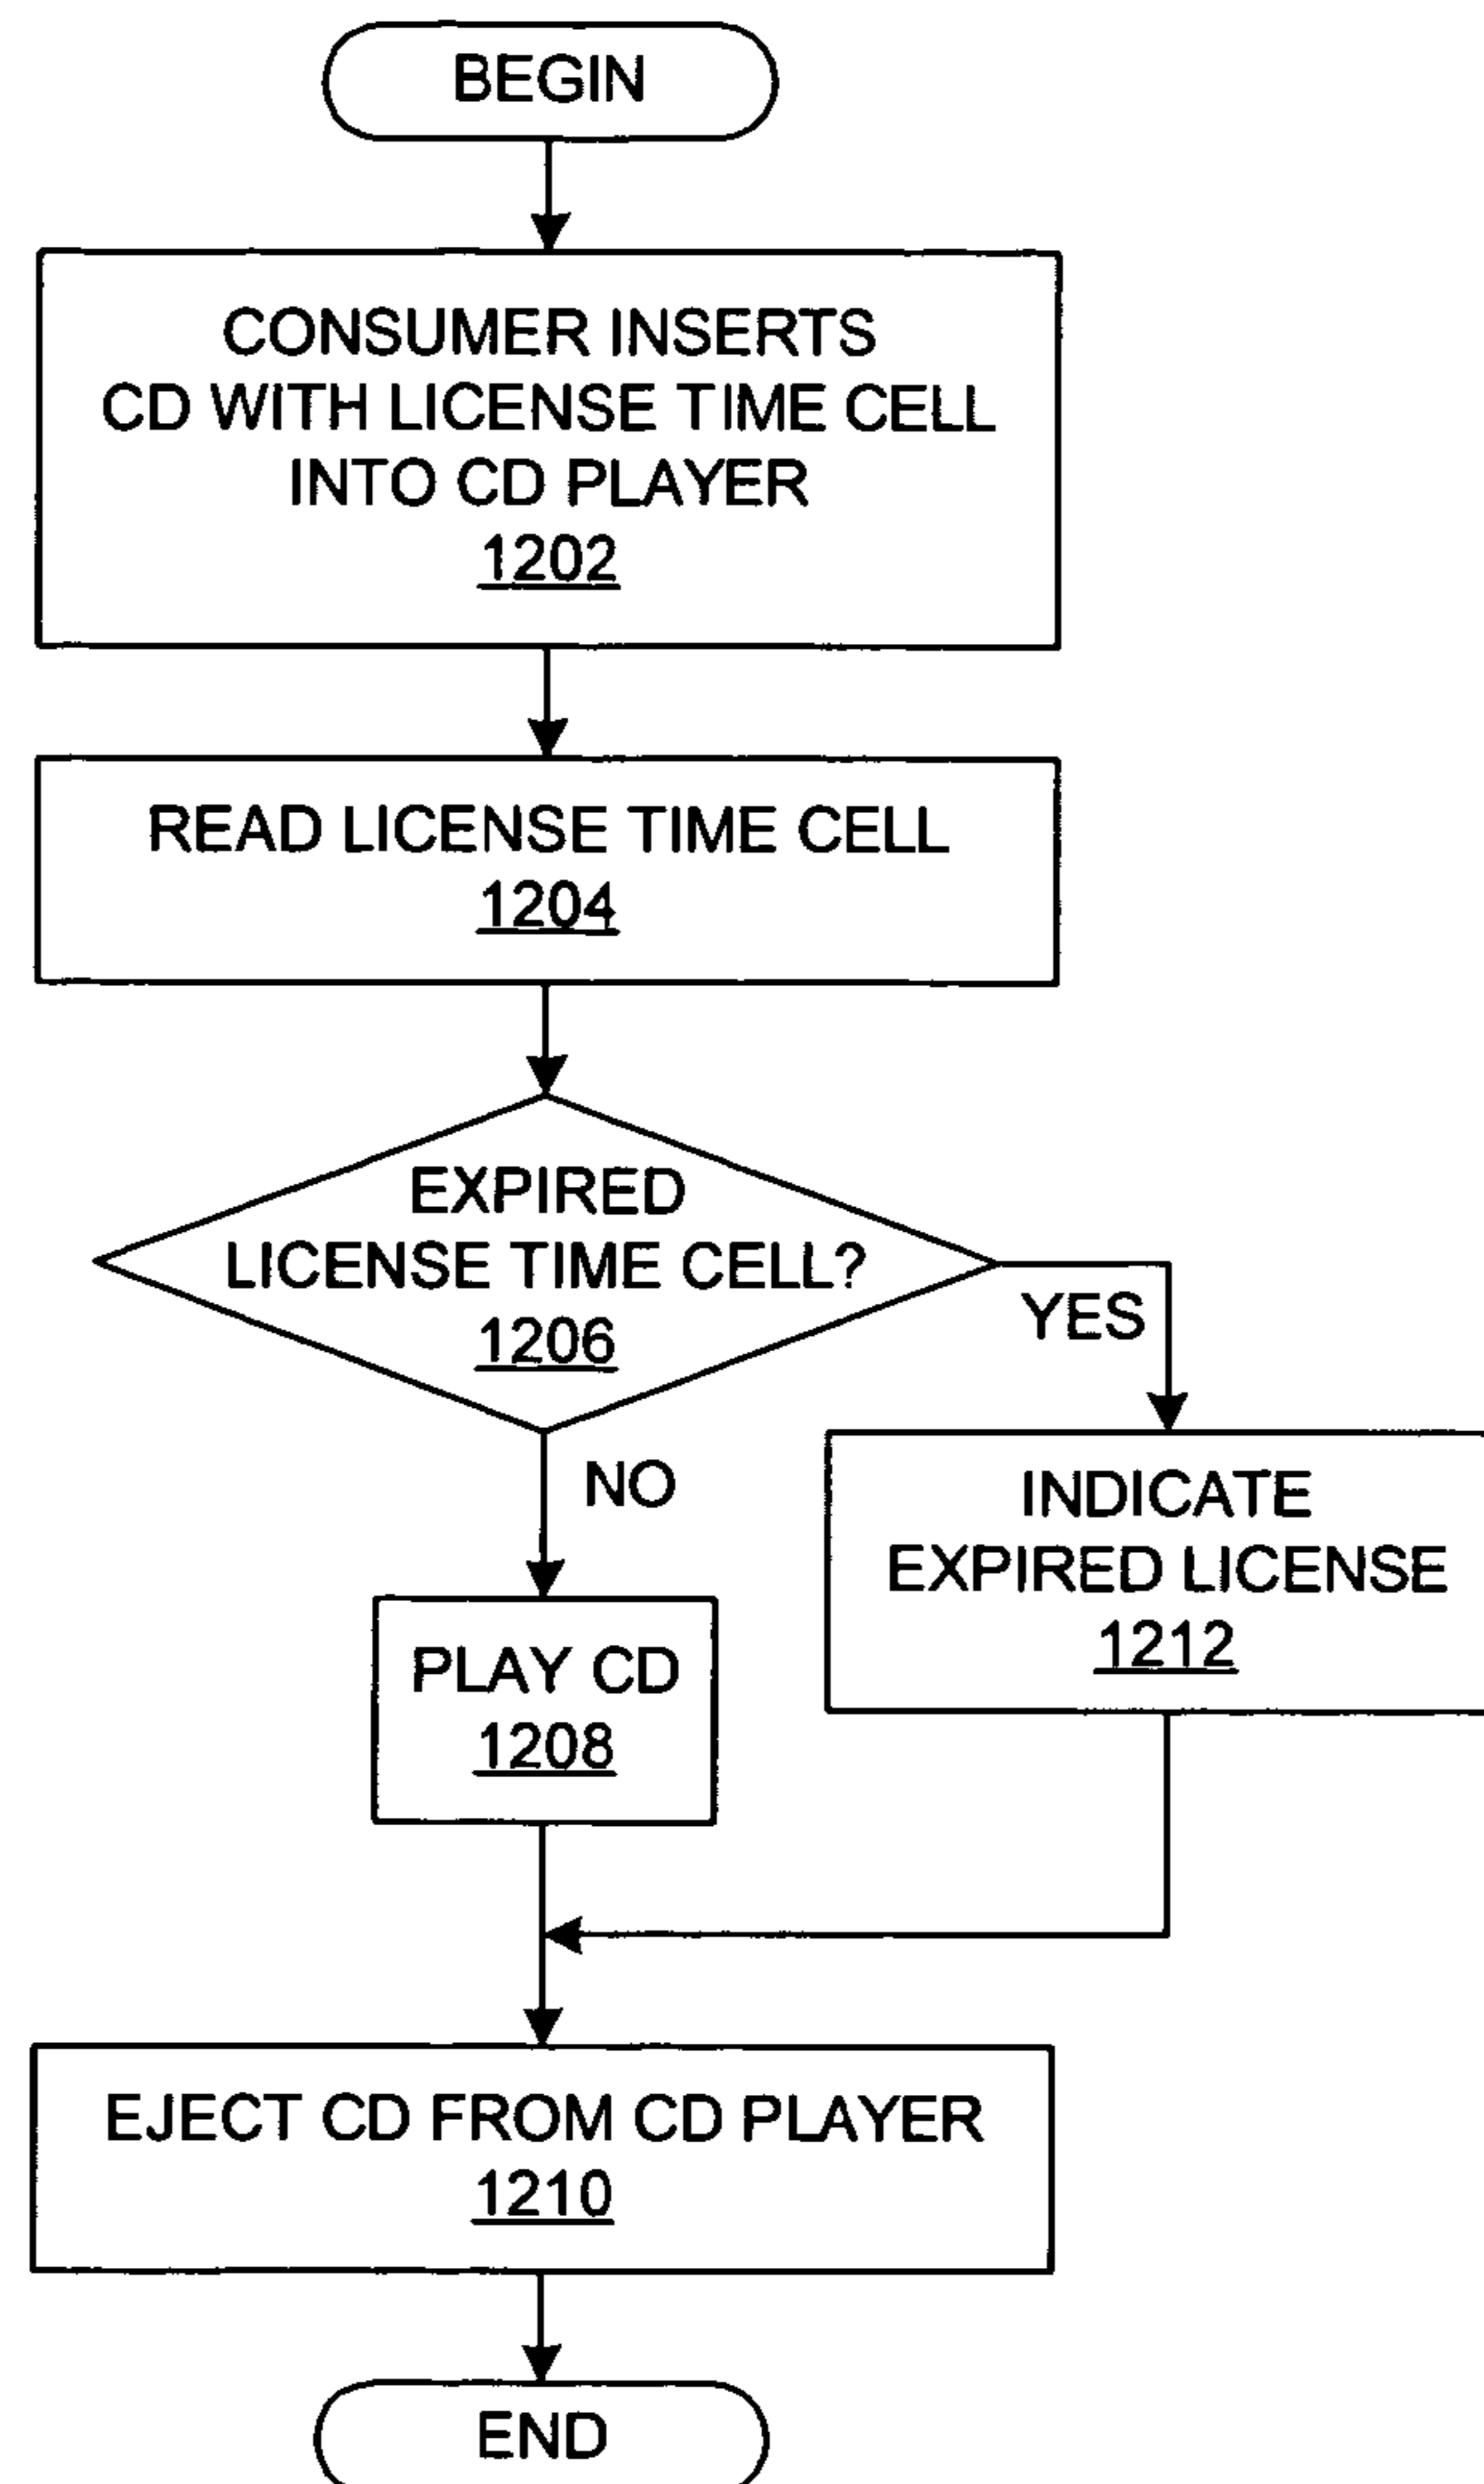 BEGIN
CONSUMER INSERTS
CD WITH LICENSE TIME CELL
INTO CD PLAYER
1202
READ LICENSE TIME CELL
1204
EXPIRED
LICENSE TIME CELL?
1206
YES
NO
INDICATE
EXPIRED LICENSE
1212
PLAY CD
1208
EJECT CD FROM CD PLAYER
1210
END